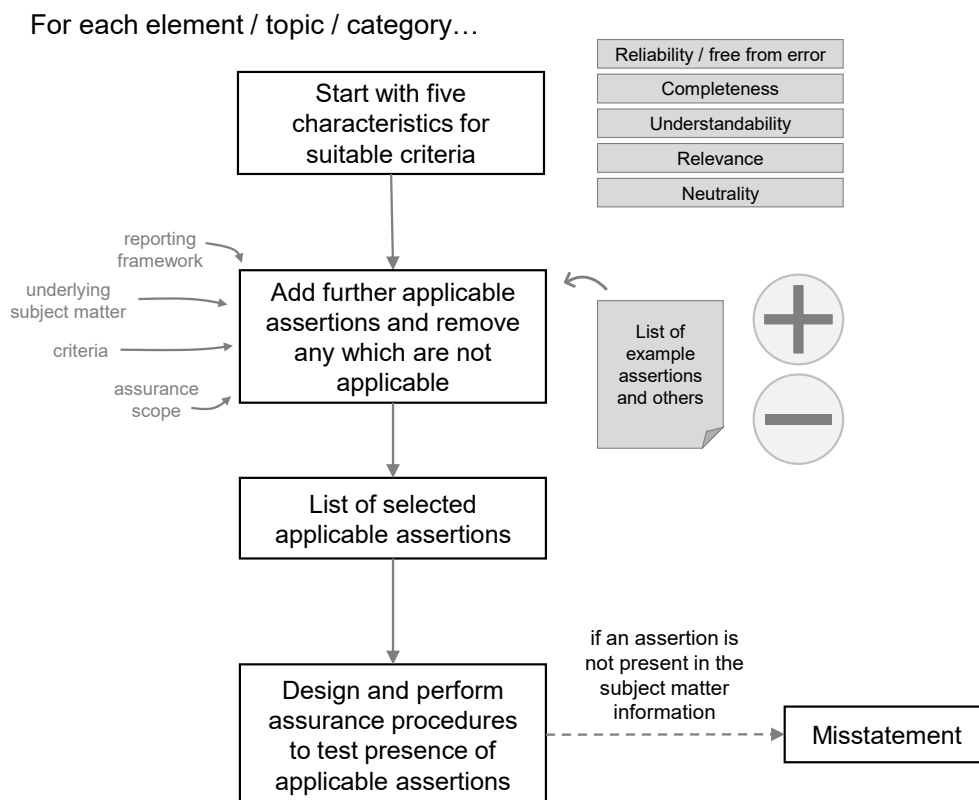 For each element / topic / category…
Reliability / free from error
Completeness
Understandability
Relevance
Neutrality
Start with five
characteristics for
suitable criteria
reporting
framework
underlying
subject matter
criteria
assurance
scope
Add further applicable
assertions and remove
any which are not
applicable
List of
example
assertions
and others
List of selected
applicable assertions
Design and perform
assurance procedures
to test presence of
applicable assertions
if an assertion is
not present in the
subject matter
information
Misstatement